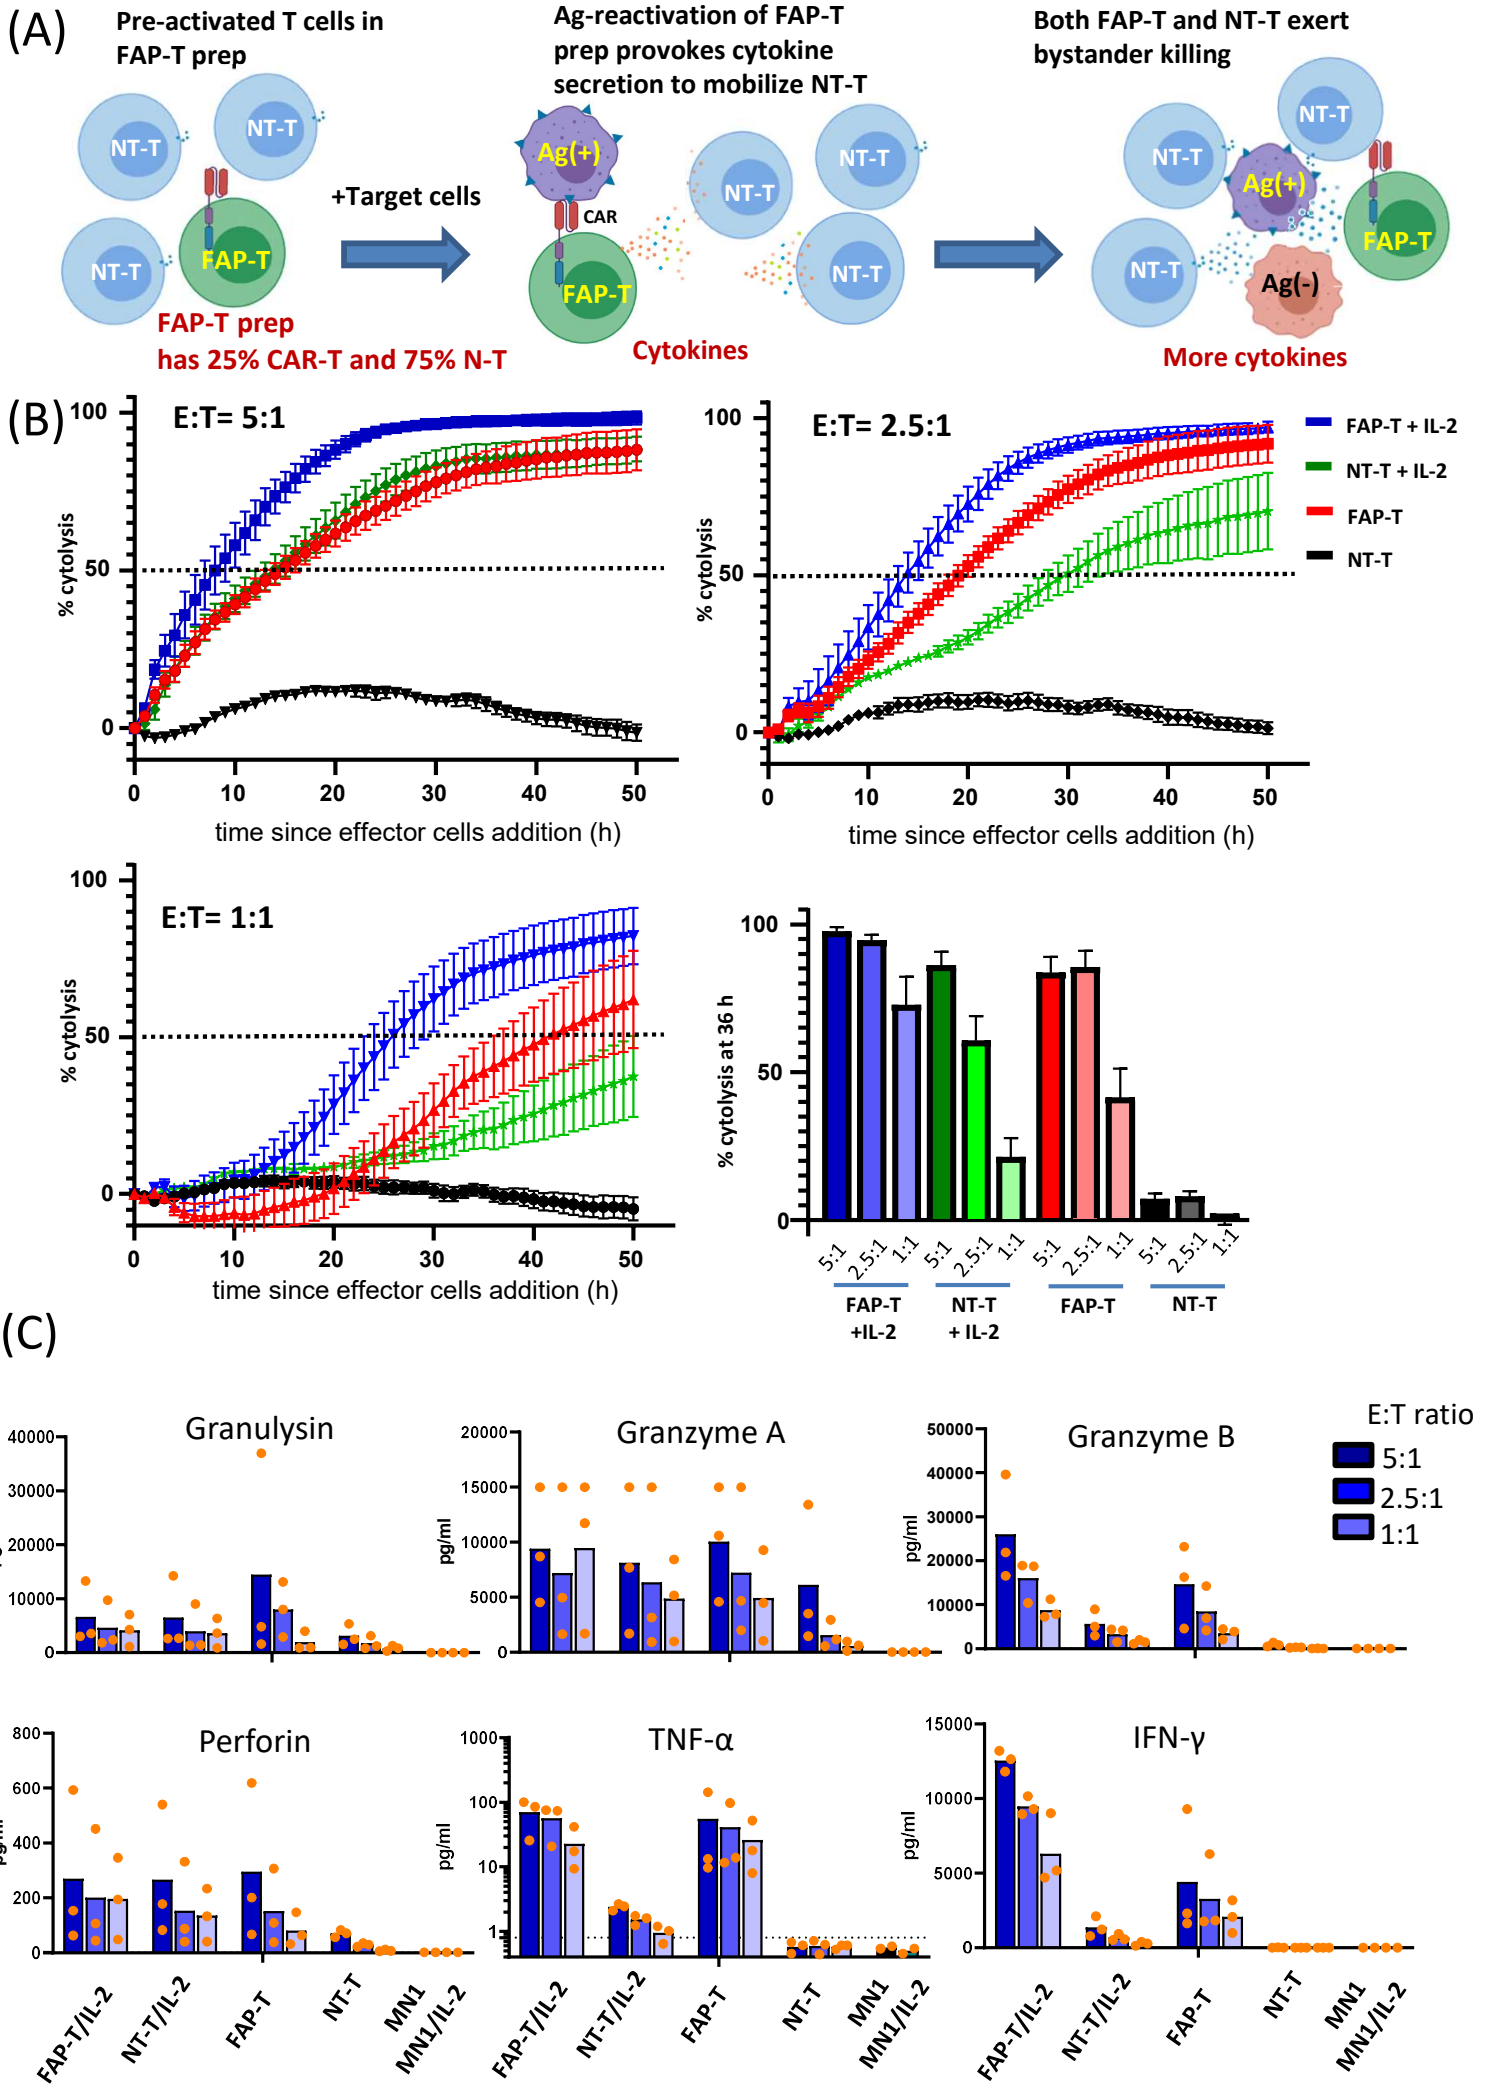 (A)
Pre-activated T cells in
FAP-T prep
Ag-reactivation of FAP-T
prep provokes cytokine
secretion to mobilize NT-T
Both FAP-T and NT-T exert
bystander killing
NT-T
NT-T
NT-T
FAP-T
+Target cells
Ag(+)
CAR
FAP-T
NT-T
NT-T
NT-T
NT-T
NT-T
NT-T
Ag(+)
FAP-T
Ag(-)
FAP-T prep
has 25% CAR-T and 75% N-T
Cytokines
More cytokines
(B)
E:T= 5:1
% cytolysis
100
50
0
0 10 20 30 40 50
time since effector cells addition (h)
E:T= 2.5:1
% cytolysis
100
50
0
0 10 20 30 40 50
time since effector cells addition (h)
FAP-T + IL-2
NT-T + IL-2
FAP-T
NT-T
E:T= 1:1
% cytolysis
100
50
0
0 10 20 30 40 50
time since effector cells addition (h)
% cytolysis at 36 h
100
50
0
5:1 2.5:1 1:1 5:1 2.5:1 1:1 5:1 2.5:1 1:1 5:1 2.5:1 1:1
FAP-T
+IL-2
NT-T
+ IL-2
FAP-T
NT-T
(C)
Granulysin
40000
30000
20000
10000
0
Granzyme A
pg/ml
20000
15000
10000
5000
0
Granzyme B
pg/ml
50000
40000
30000
20000
10000
0
E:T ratio
5:1
2.5:1
1:1
Perforin
pg/ml
800
600
400
200
0
FAP-T/IL-2 NT-T/IL-2 FAP-T NT-T MN1 MN1/IL-2
TNF-α
pg/ml
1000
100
10
1
FAP-T/IL-2 NT-T/IL-2 FAP-T NT-T MN1 MN1/IL-2
IFN-γ
pg/ml
15000
10000
5000
0
FAP-T/IL-2 NT-T/IL-2 FAP-T NT-T MN1 MN1/IL-2